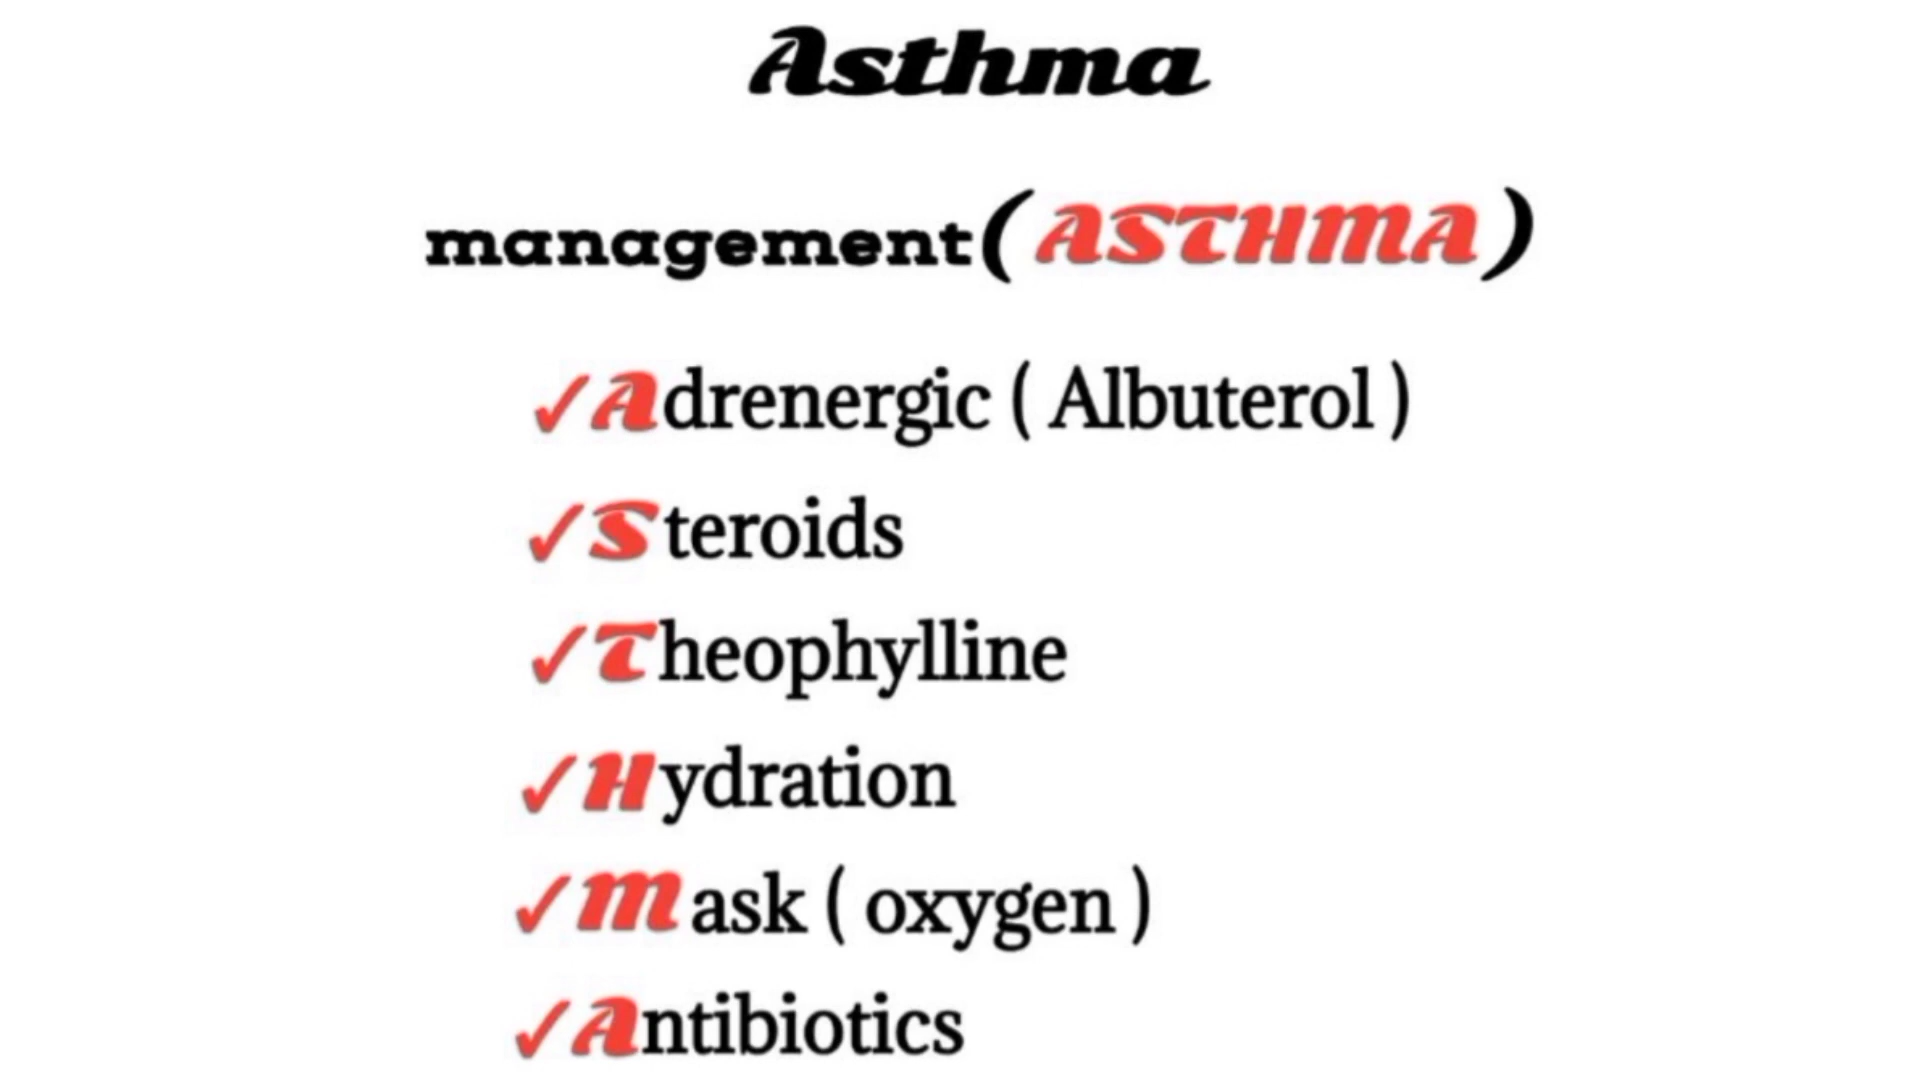 Asthma
management(ASTHMA)
✓Adrenergic ( Albuterol )
✓Steroids
✓Theophylline
✓Hydration
✓Mask ( oxygen )
✓Antibiotics